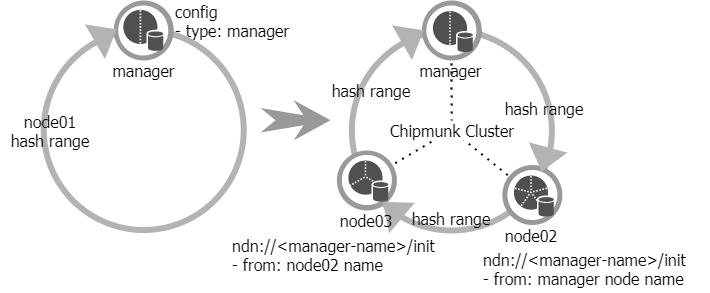 config
- type: manager
manager
node01
hash range
manager
hash range
hash range
Chipmunk Cluster
node03
hash range
node02
ndn://<manager-name>/init
- from: node02 name
ndn://<manager-name>/init
- from: manager node name